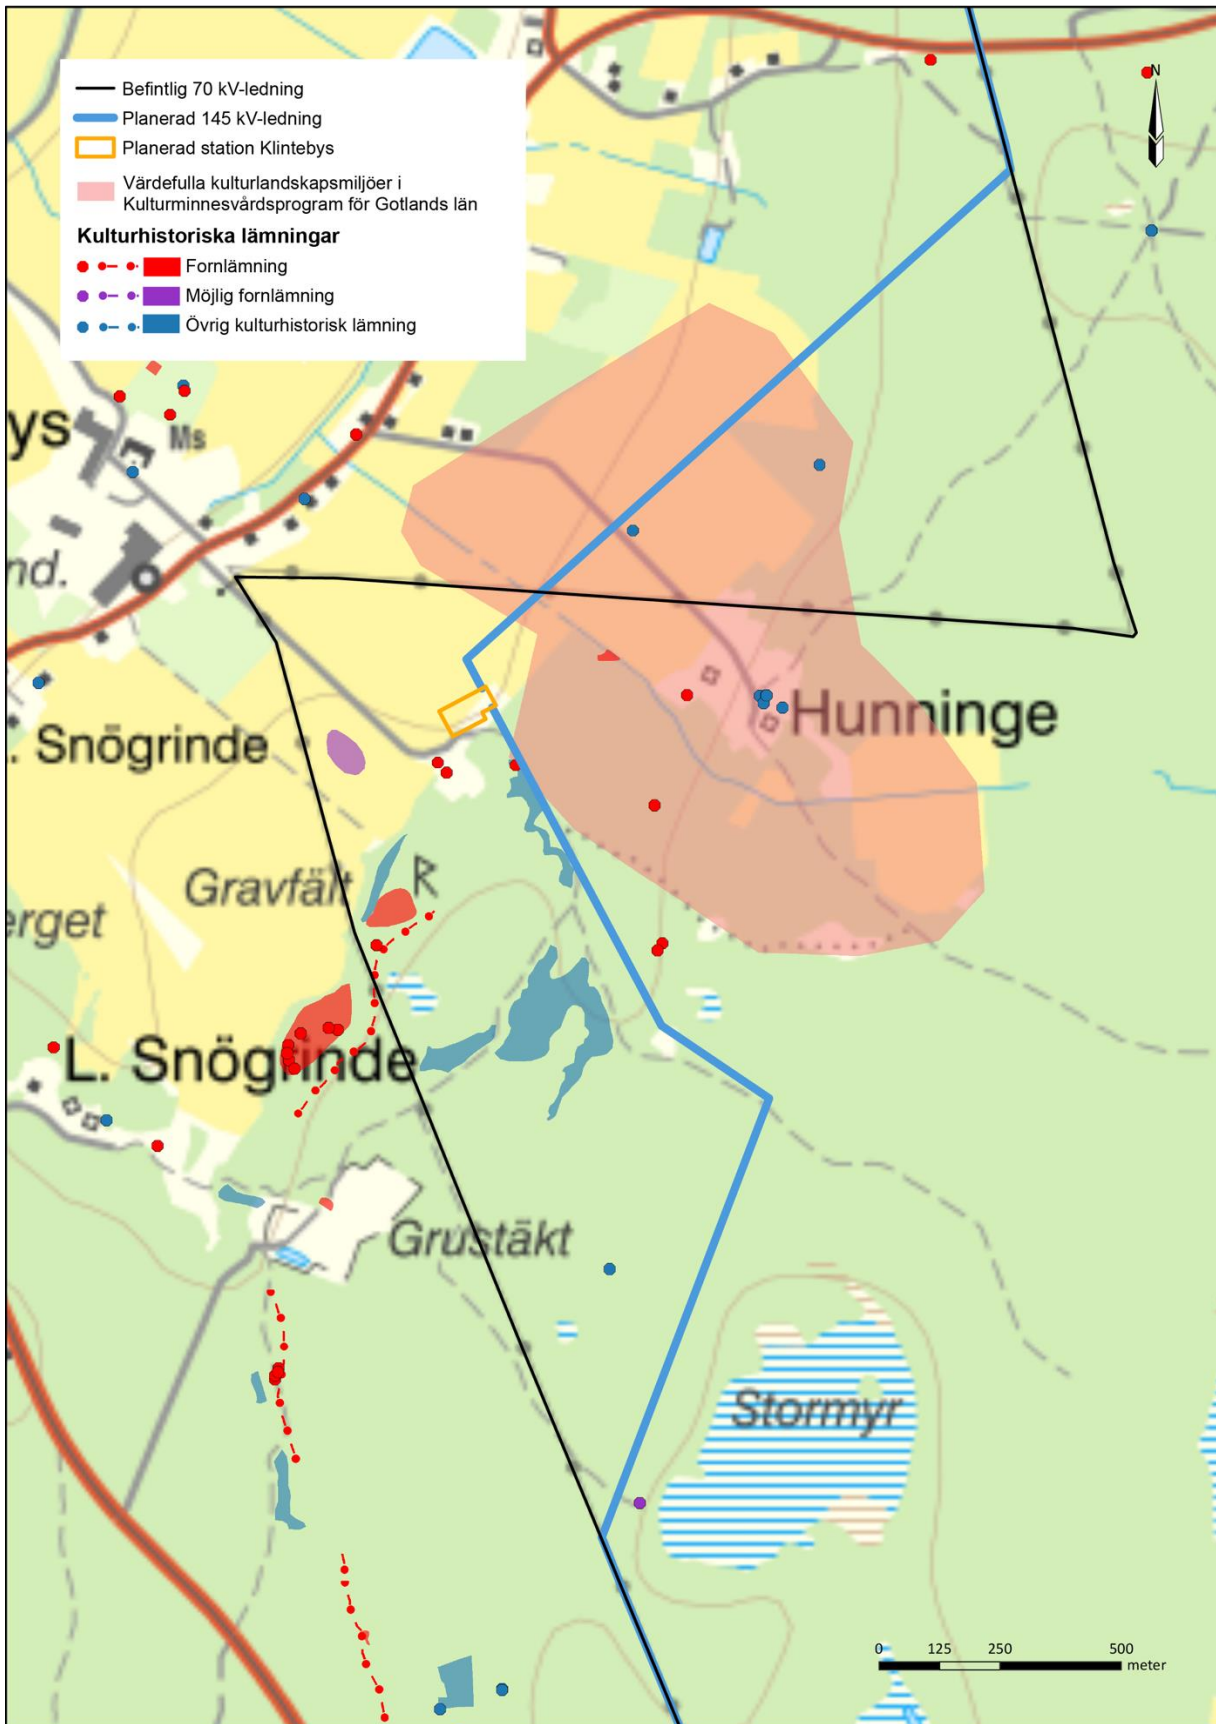 N
Befintlig 70 kV-ledning
Planerad 145 kV-ledning
Planerad station Klintebys
Värdefulla kulturlandskapsmiljöer i
Kulturminnesvårdsprogram för Gotlands län
Kulturhistoriska lämningar
Fornlämning
Möjlig fornlämning
Övrig kulturhistorisk lämning
ys
Ms
nd.
Hunninge
. Snögrinde
Gravfält
R
erget
L. Snögrinde
Grustäkt
Stormyr
0 125 250 500
meter